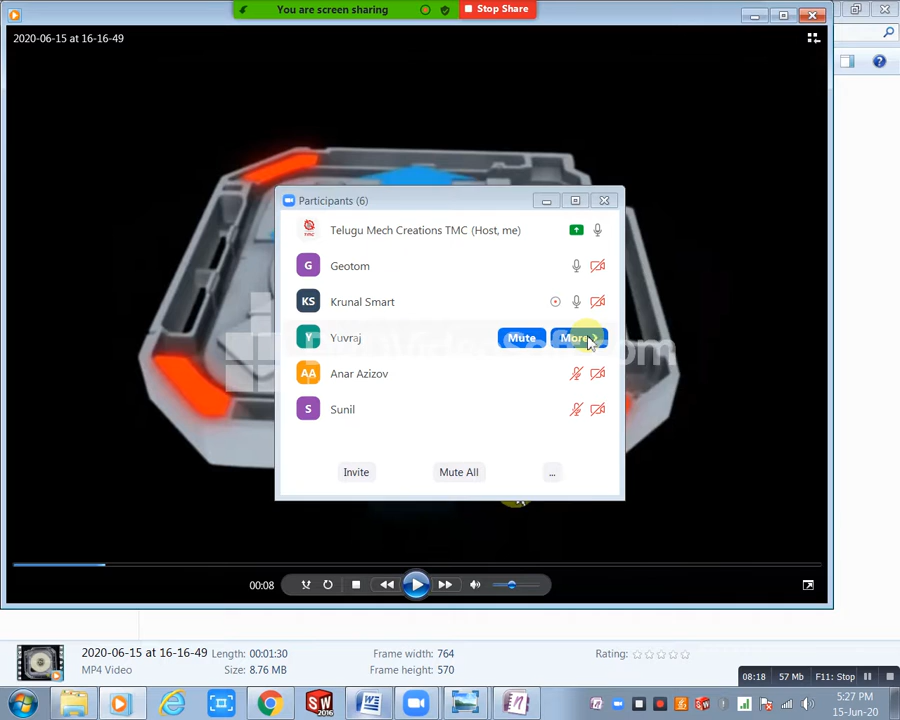 You are screen sharing
Stop Share
2020-06-15 at 16-16-49
Participants (6)
TMC
Telugu Mech Creations TMC (Host, me)
G
Geotom
KS
Krunal Smart
Y
Yuvraj
Mute
More >
AA
Anar Azizov
S
Sunil
Invite
Mute All
...
00:08
2020-06-15 at 16-16-49
MP4 Video
Length: 00:01:30
Size: 8.76 MB
Frame width: 764
Frame height: 570
Rating:
08:18
57 Mb
F11: Stop
SW
2016
5:27 PM
15-Jun-20